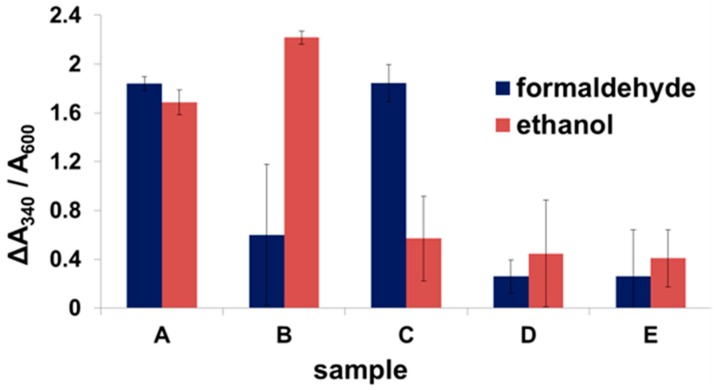 2.4
2
1.6
1.2
0.8
0.4
0
ΔA340 / A600
formaldehyde
ethanol
A B C D E
sample